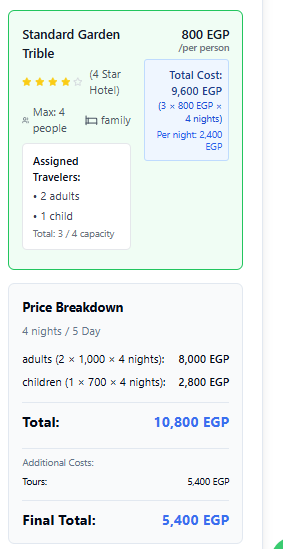 Standard Garden 800 EGP
Trible /per person
(4 Star
Hotel)
Max: 4
people
family
Total Cost:
9,600 EGP
(3 × 800 EGP ×
4 nights)
Per night: 2,400
EGP
Assigned
Travelers:
• 2 adults
• 1 child
Total: 3 / 4 capacity
Price Breakdown
4 nights / 5 Day
adults (2 × 1,000 × 4 nights): 8,000 EGP
children (1 × 700 × 4 nights): 2,800 EGP
Total: 10,800 EGP
Additional Costs:
Tours: 5,400 EGP
Final Total: 5,400 EGP